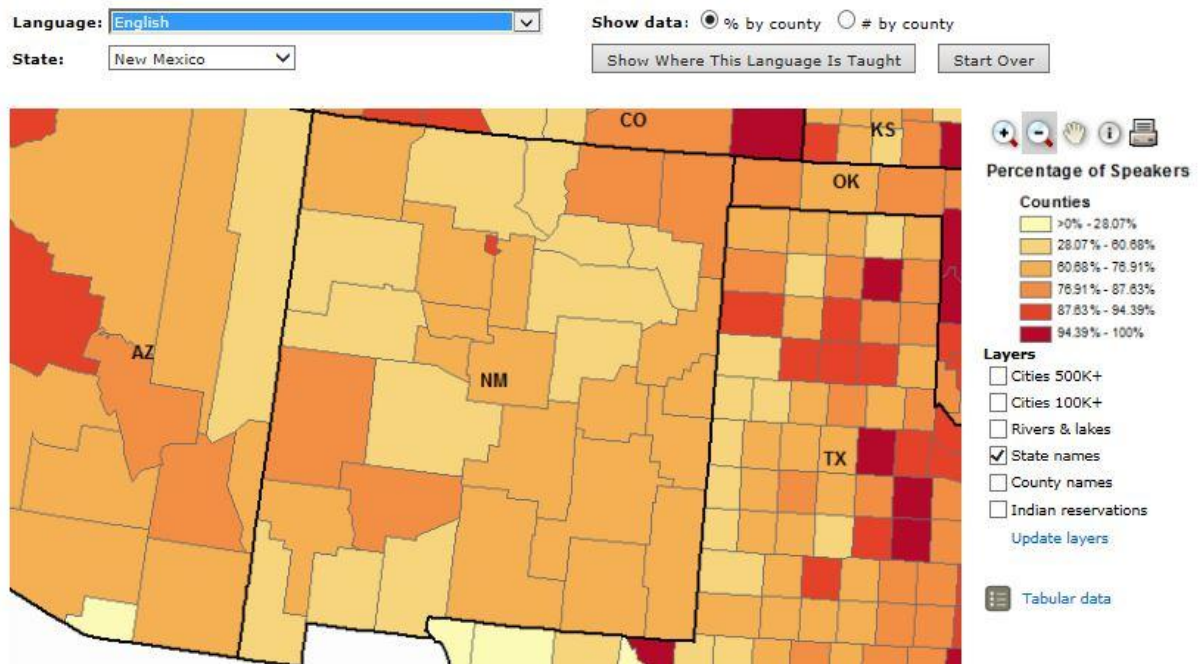 Language: English
Show data: % by county # by county
State: New Mexico
Show Where This Language Is Taught Start Over
CO
KS
OK
AZ
NM
TX
Percentage of Speakers
Counties
>0% - 28.07%
28.07% - 60.68%
60.68% - 76.91%
76.91% - 87.63%
87.63% - 94.39%
94.39% - 100%
Layers
Cities 500K+
Cities 100K+
Rivers & lakes
State names
County names
Indian reservations
Update layers
Tabular data